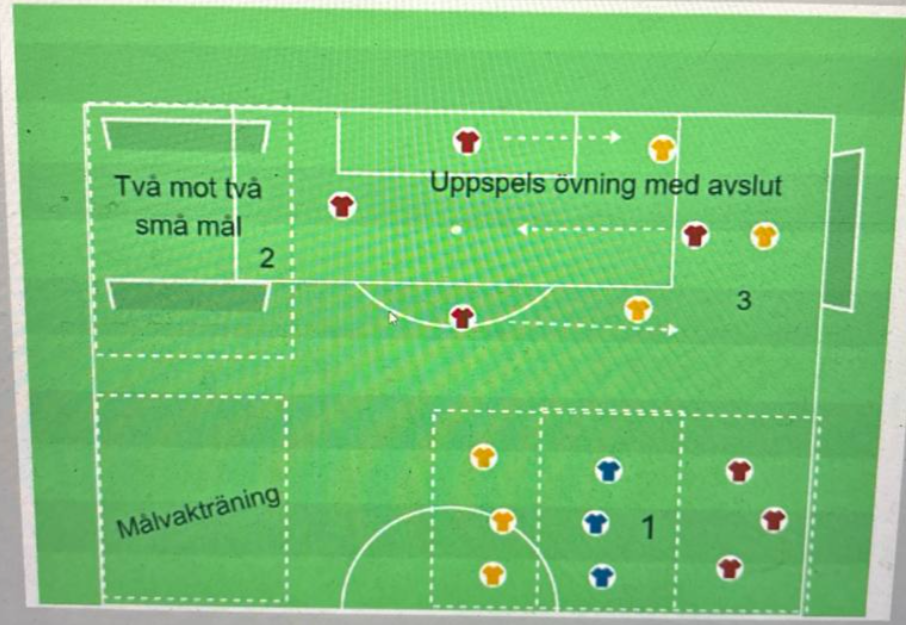 Två mot två
små mål
Uppspels övning med avslut
2
3
Målvakträning
1